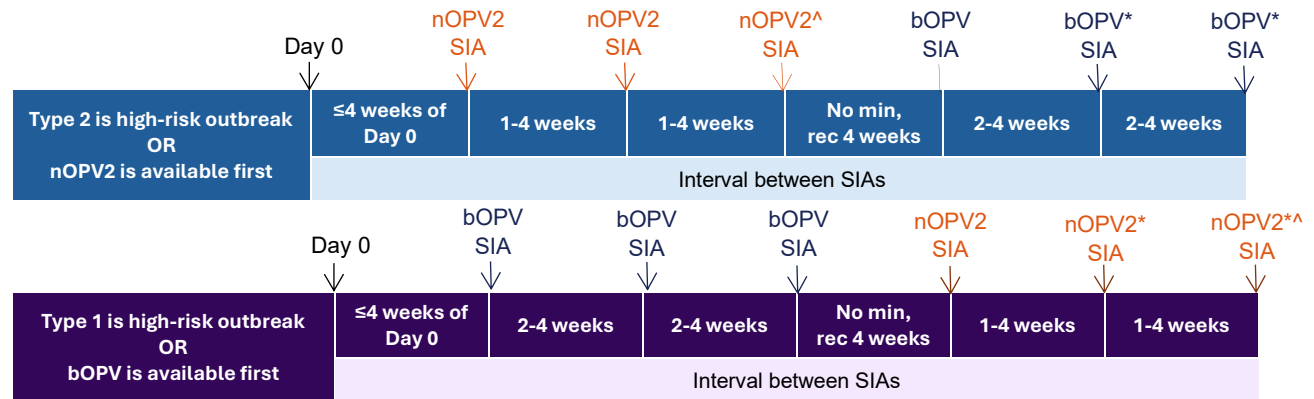 nOPV2 nOPV2 nOPV2^ bOPV bOPV* bOPV*
Day 0 SIA SIA SIA SIA SIA SIA
Type 2 is high-risk outbreak
OR
nOPV2 is available first
≤4 weeks of
Day 0
1-4 weeks
1-4 weeks
No min,
rec 4 weeks
2-4 weeks
2-4 weeks
Interval between SIAs
bOPV bOPV bOPV nOPV2 nOPV2* nOPV2*^
Day 0 SIA SIA SIA SIA SIA SIA
Type 1 is high-risk outbreak
OR
bOPV is available first
≤4 weeks of
Day 0
2-4 weeks
2-4 weeks
No min,
rec 4 weeks
1-4 weeks
1-4 weeks
Interval between SIAs